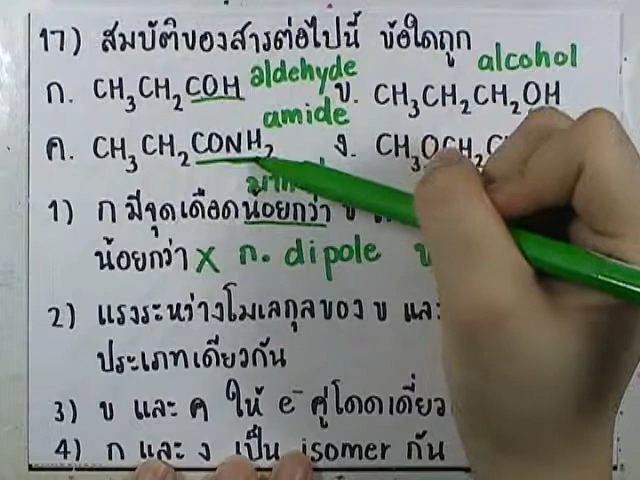 17) สมบัติของสารต่อไปนี้ ข้อใดถูก
alcohol
ก. CH3CH2COH aldehyde ข. CH3CH2CH2OH
amide
ค. CH3CH2CONH2 ง. CH3OCH2
1) ก มีจุดเดือดน้อยกว่า ข
น้อยกว่า X ก. dipole ข
2) แรงระหว่างโมเลกุลของ ข และ
ประเภทเดียวกัน
3) ข และ ค ให้ e- คู่โดดเดี่ยว
4) ก และ ง เป็น isomer กัน